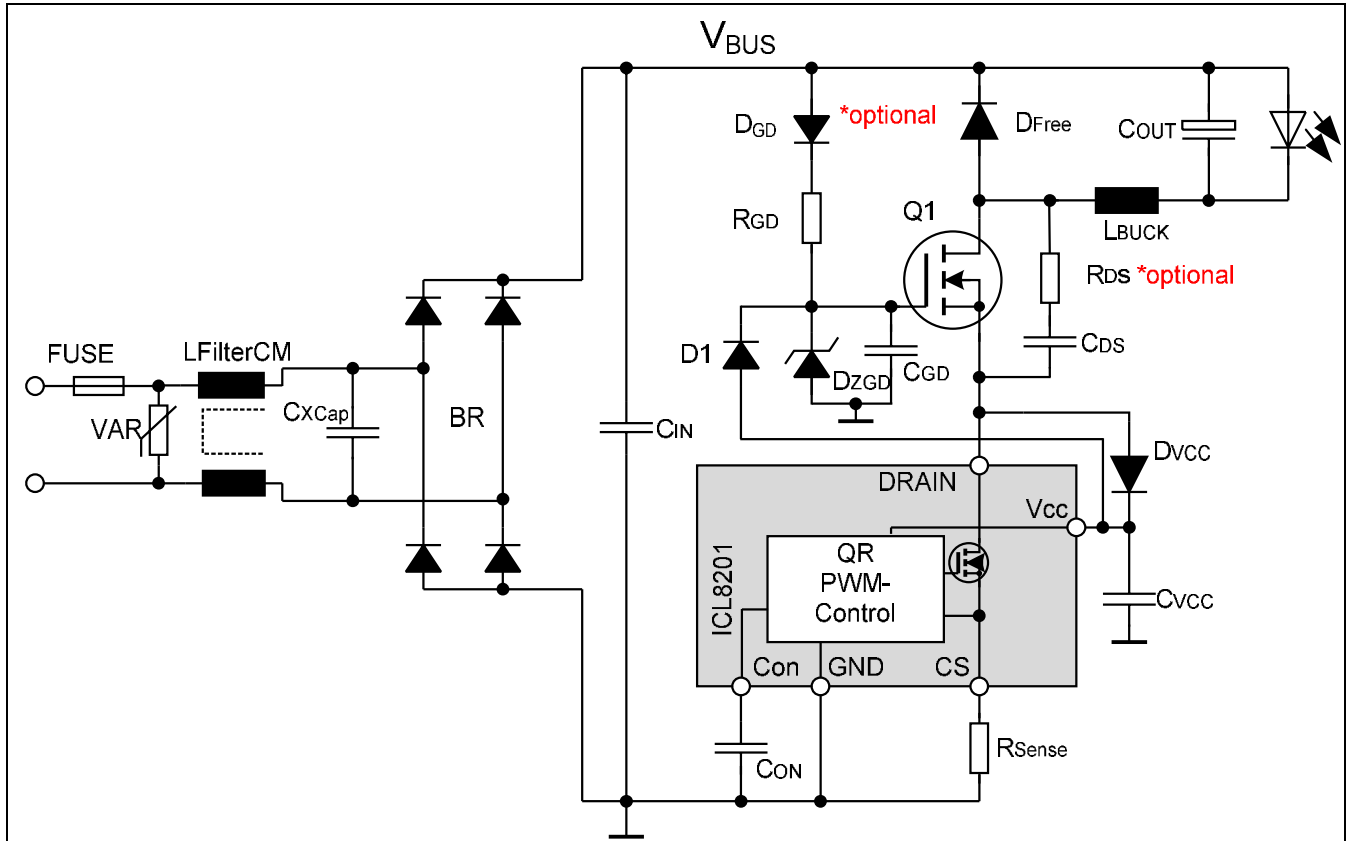 VBUS
DGD
*optional
DFree
COUT
RGD
Q1
LBUCK
RDS *optional
CDS
FUSE
LFilterCM
D1
DZGD
CGD
VAR
CXCap
BR
CIN
DVCC
DRAIN
Vcc
ICL8201
QR
PWM-
Control
CVCC
Con
GND
CS
CON
RSense